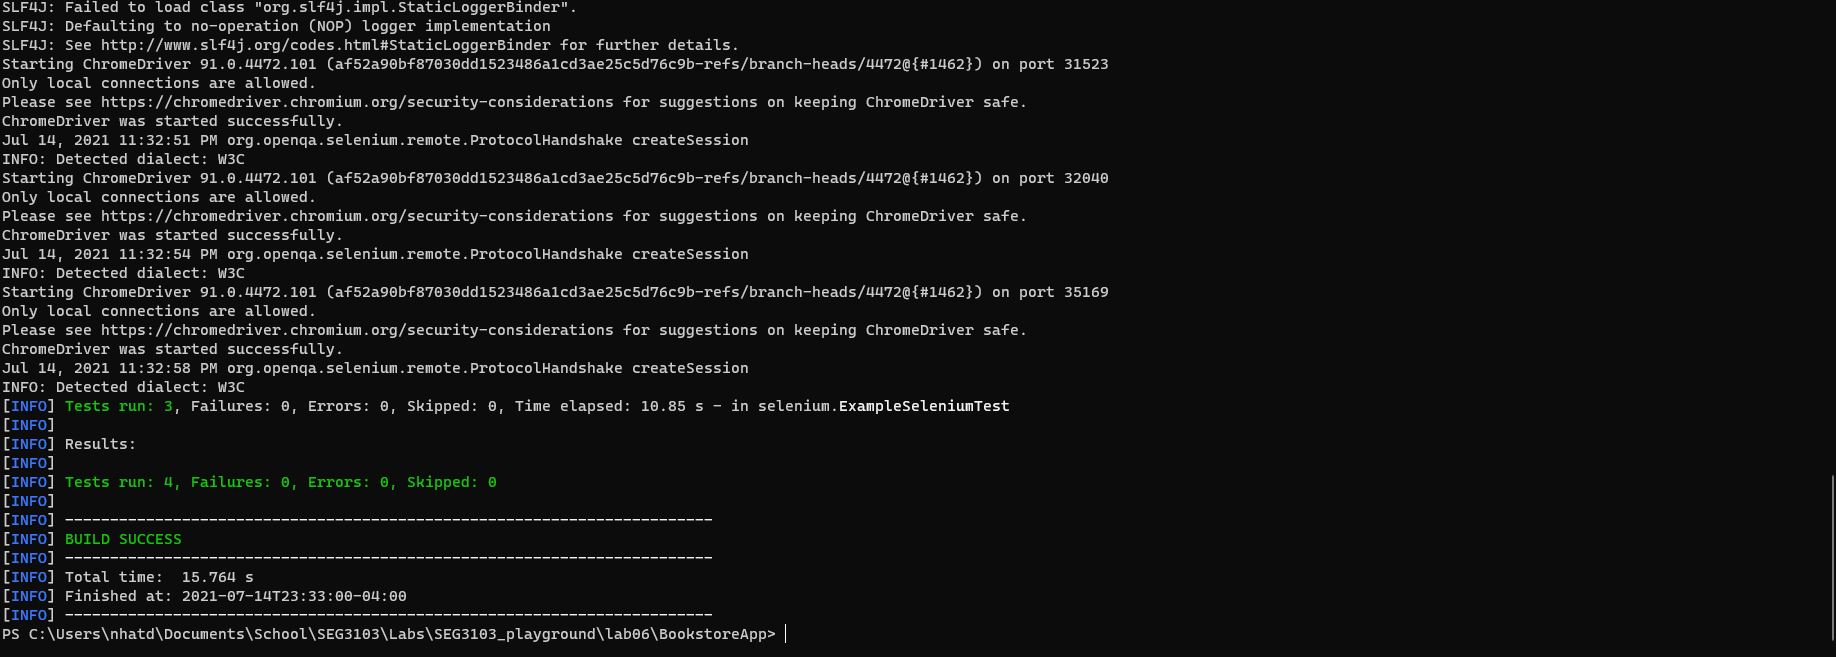 SLF4J: Failed to load class "org.slf4j.impl.StaticLoggerBinder".
SLF4J: Defaulting to no-operation (NOP) logger implementation
SLF4J: See http://www.slf4j.org/codes.html#StaticLoggerBinder for further details.
Starting ChromeDriver 91.0.4472.101 (af52a90bf87030dd1523486a1cd3ae25c5d76c9b-refs/branch-heads/4472@{#1462}) on port 31523
Only local connections are allowed.
Please see https://chromedriver.chromium.org/security-considerations for suggestions on keeping ChromeDriver safe.
ChromeDriver was started successfully.
Jul 14, 2021 11:32:51 PM org.openqa.selenium.remote.ProtocolHandshake createSession
INFO: Detected dialect: W3C
Starting ChromeDriver 91.0.4472.101 (af52a90bf87030dd1523486a1cd3ae25c5d76c9b-refs/branch-heads/4472@{#1462}) on port 32040
Only local connections are allowed.
Please see https://chromedriver.chromium.org/security-considerations for suggestions on keeping ChromeDriver safe.
ChromeDriver was started successfully.
Jul 14, 2021 11:32:54 PM org.openqa.selenium.remote.ProtocolHandshake createSession
INFO: Detected dialect: W3C
Starting ChromeDriver 91.0.4472.101 (af52a90bf87030dd1523486a1cd3ae25c5d76c9b-refs/branch-heads/4472@{#1462}) on port 35169
Only local connections are allowed.
Please see https://chromedriver.chromium.org/security-considerations for suggestions on keeping ChromeDriver safe.
ChromeDriver was started successfully.
Jul 14, 2021 11:32:58 PM org.openqa.selenium.remote.ProtocolHandshake createSession
INFO: Detected dialect: W3C
[INFO] Tests run: 3, Failures: 0, Errors: 0, Skipped: 0, Time elapsed: 10.85 s - in selenium.ExampleSeleniumTest
[INFO]
[INFO] Results:
[INFO]
[INFO] Tests run: 4, Failures: 0, Errors: 0, Skipped: 0
[INFO]
[INFO] ------------------------------------------------------------------------
[INFO] BUILD SUCCESS
[INFO] ------------------------------------------------------------------------
[INFO] Total time:  15.764 s
[INFO] Finished at: 2021-07-14T23:33:00-04:00
[INFO] ------------------------------------------------------------------------
PS C:\Users\nhatd\Documents\School\SEG3103\Labs\SEG3103_playground\lab06\BookstoreApp>